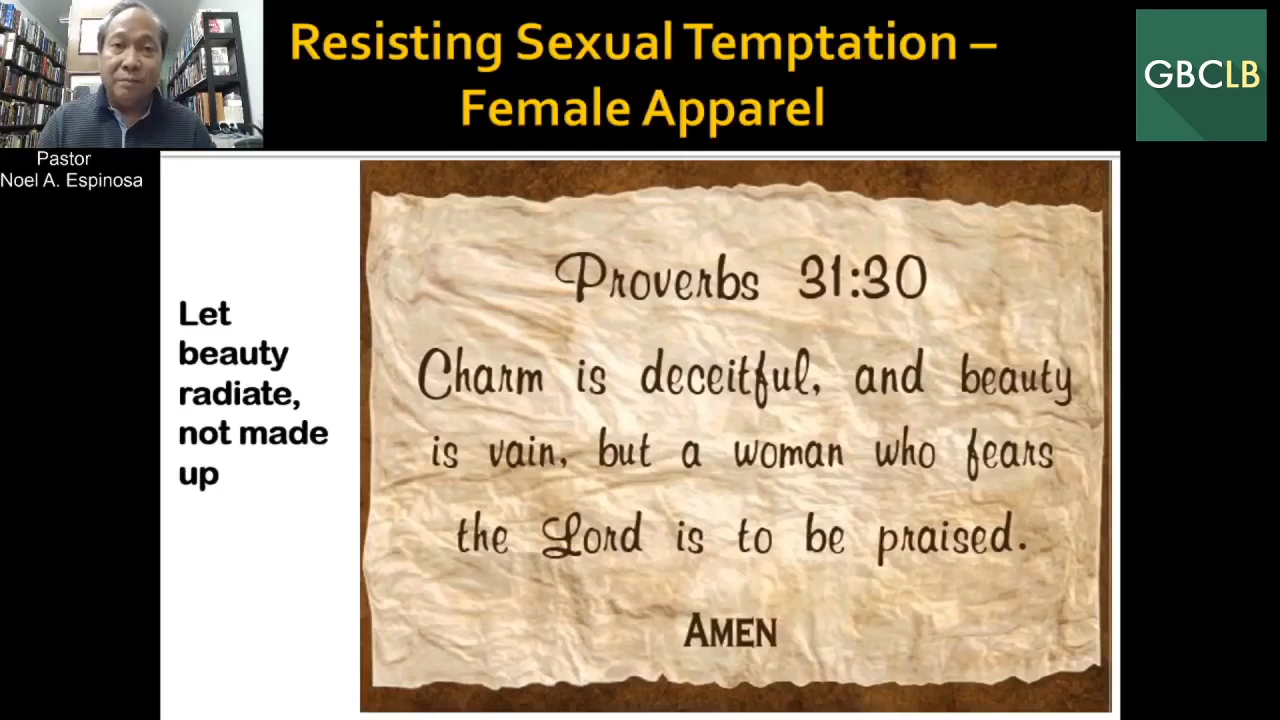 Resisting Sexual Temptation –
Female Apparel
GBCLB
Pastor
Noel A. Espinosa
Let
beauty
radiate,
not made
up
Proverbs 31:30
Charm is deceitful, and beauty
is vain, but a woman who fears
the Lord is to be praised.
AMEN